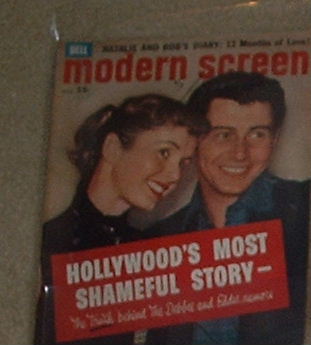 DELL
NATALIE AND BOB'S DIARY: 12 Months of Love!
modern screen
HOLLYWOOD'S MOST
SHAMEFUL STORY—
The Truth behind the Debbie and Eddie rumors